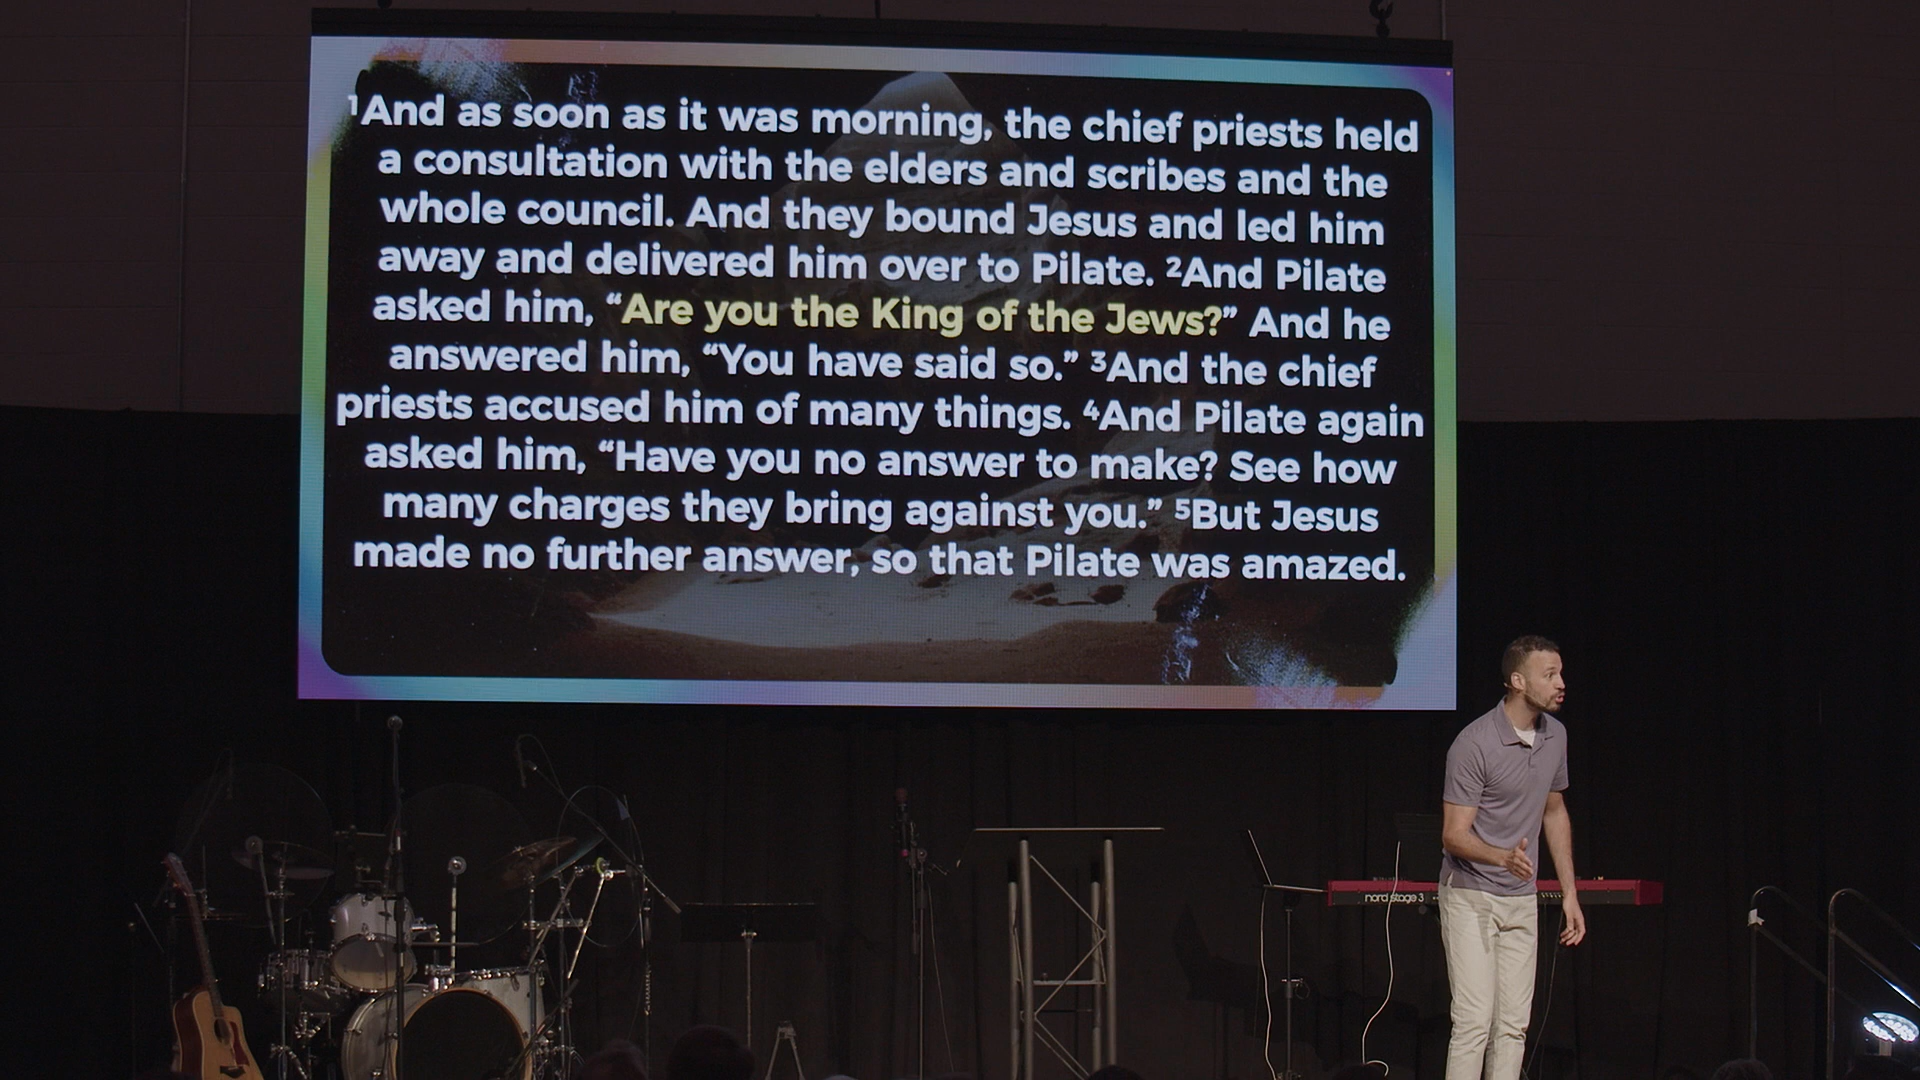 ¹And as soon as it was morning, the chief priests held
a consultation with the elders and scribes and the
whole council. And they bound Jesus and led him
away and delivered him over to Pilate. ²And Pilate
asked him, “Are you the King of the Jews?” And he
answered him, “You have said so.” ³And the chief
priests accused him of many things. ⁴And Pilate again
asked him, “Have you no answer to make? See how
many charges they bring against you.” ⁵But Jesus
made no further answer, so that Pilate was amazed.
nord stage 3